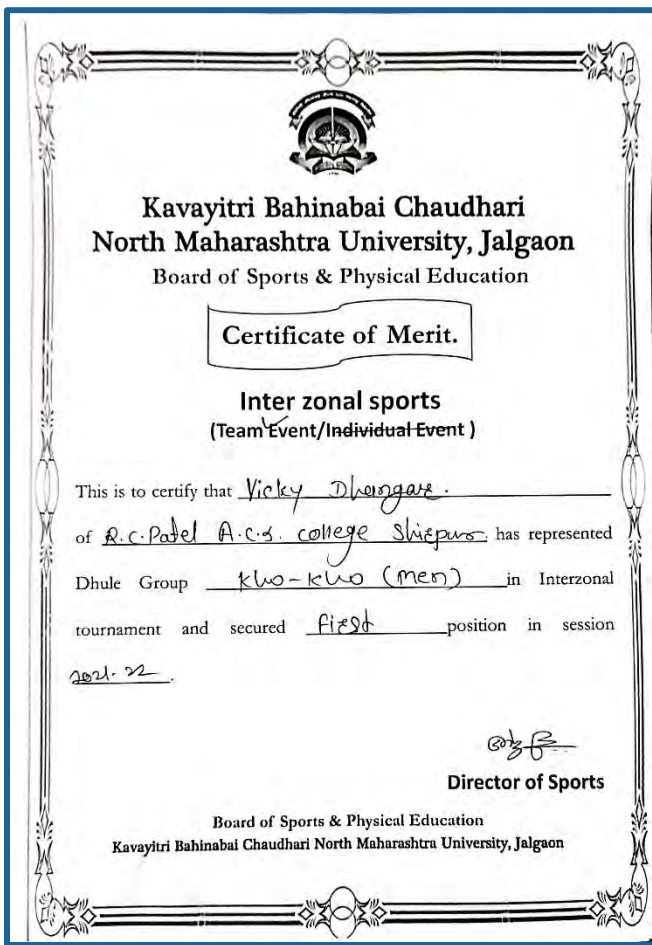 Kavayitri Bahinabai Chaudhari
North Maharashtra University, Jalgaon
Board of Sports & Physical Education
Certificate of Merit.
Inter zonal sports
(Team Event/Individual Event )
This is to certify that Vicky
of R.C. Patel A.C.S. college Shirpur. has represented
Dhule Group Kho-Kho (men) in Interzonal
tournament and secured first position in session
2021-22.
Director of Sports
Board of Sports & Physical Education
Kavayitri Bahinabai Chaudhari North Maharashtra University, Jalgaon